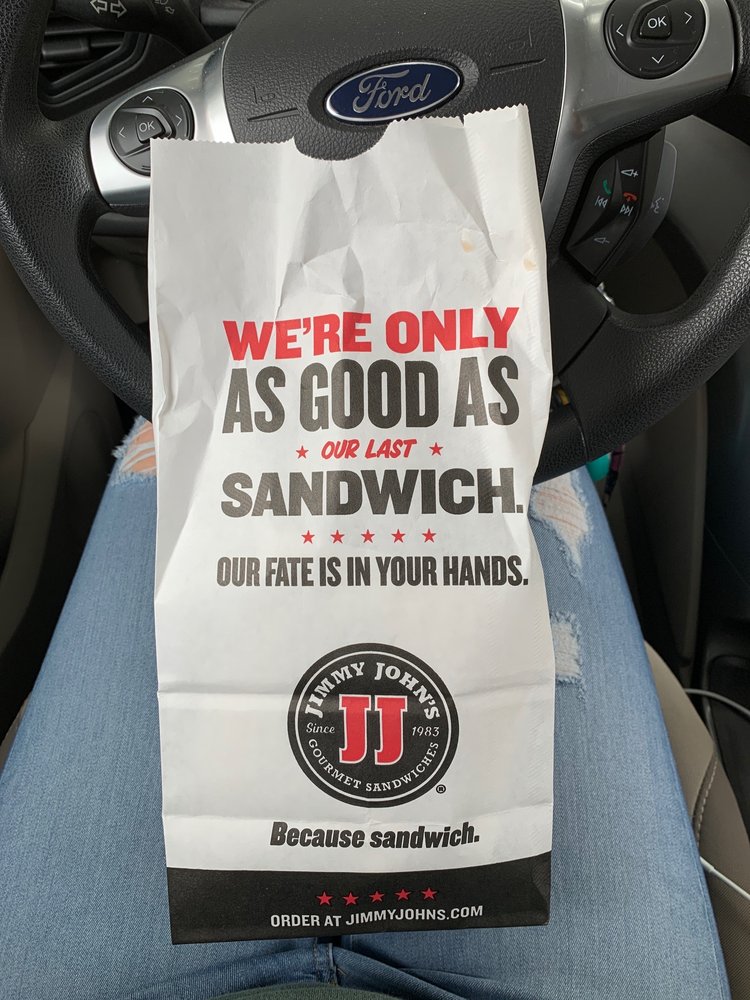 OK
Ford
OK
WE'RE ONLY
AS GOOD AS
★ OUR LAST ★
SANDWICH.
★ ★ ★ ★ ★
OUR FATE IS IN YOUR HANDS.
JIMMY JOHN'S
Since JJ 1983
GOURMET SANDWICHES
®
Because sandwich.
★ ★ ★ ★ ★
ORDER AT JIMMYJOHNS.COM